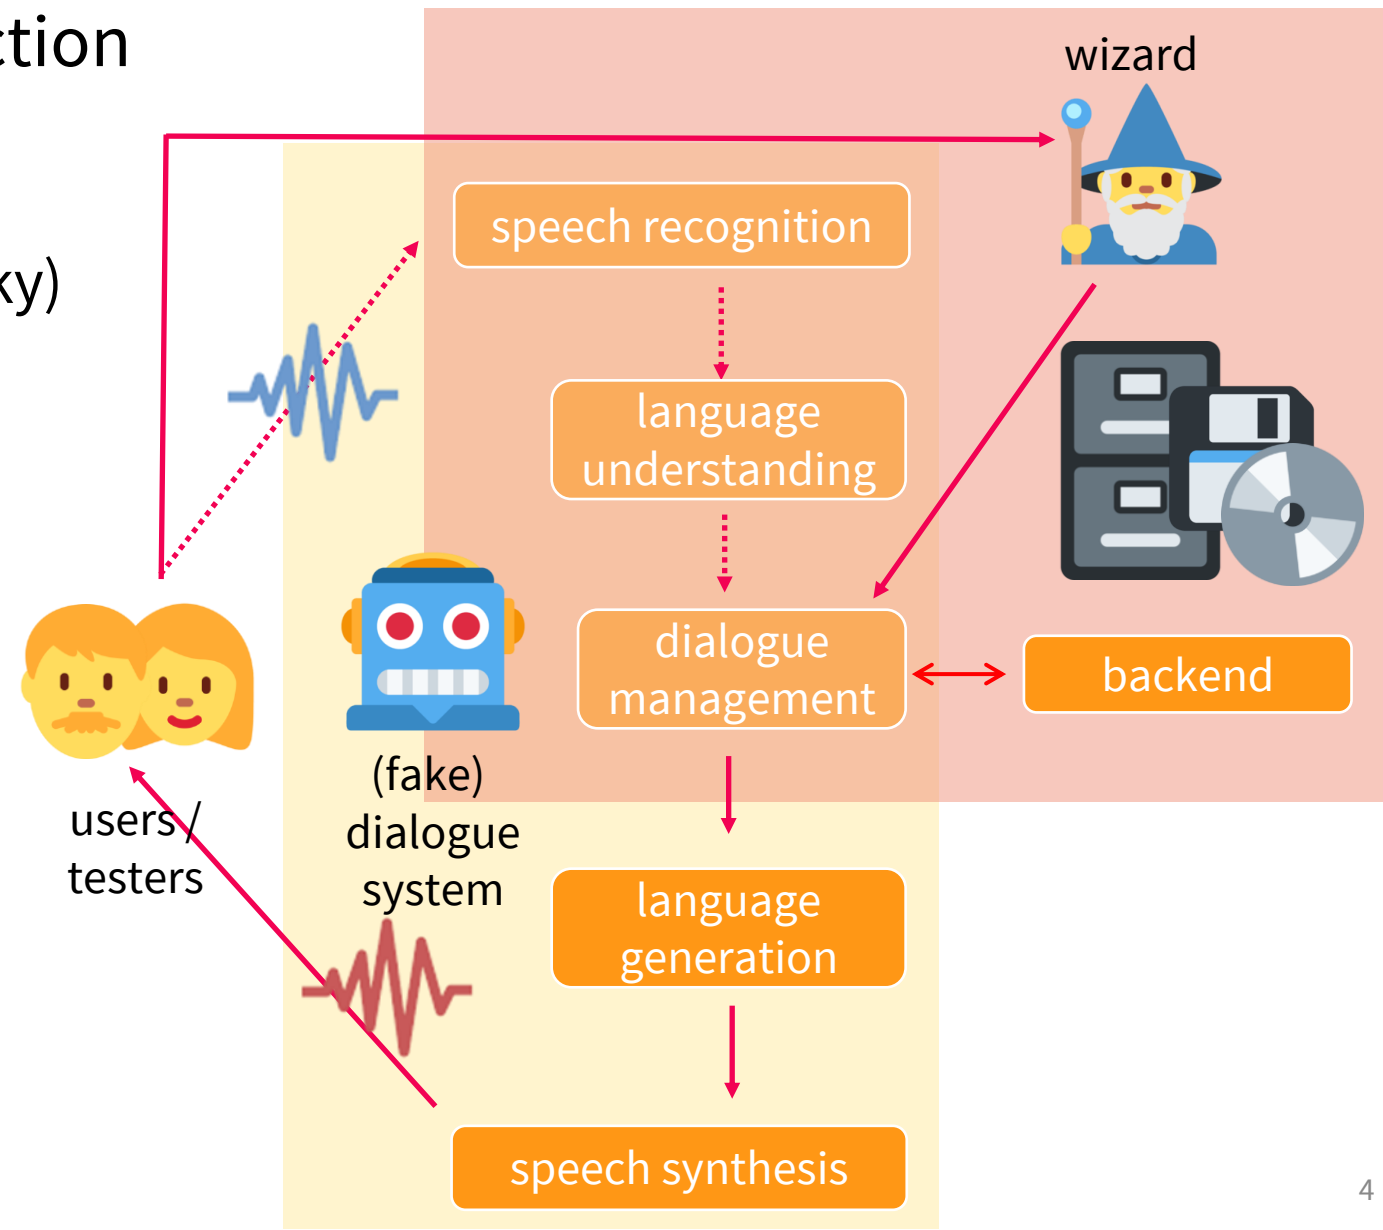 ction
wizard
speech recognition
ky)
language
understanding
dialogue
management
backend
(fake)
dialogue
system
users /
testers
language
generation
speech synthesis
4